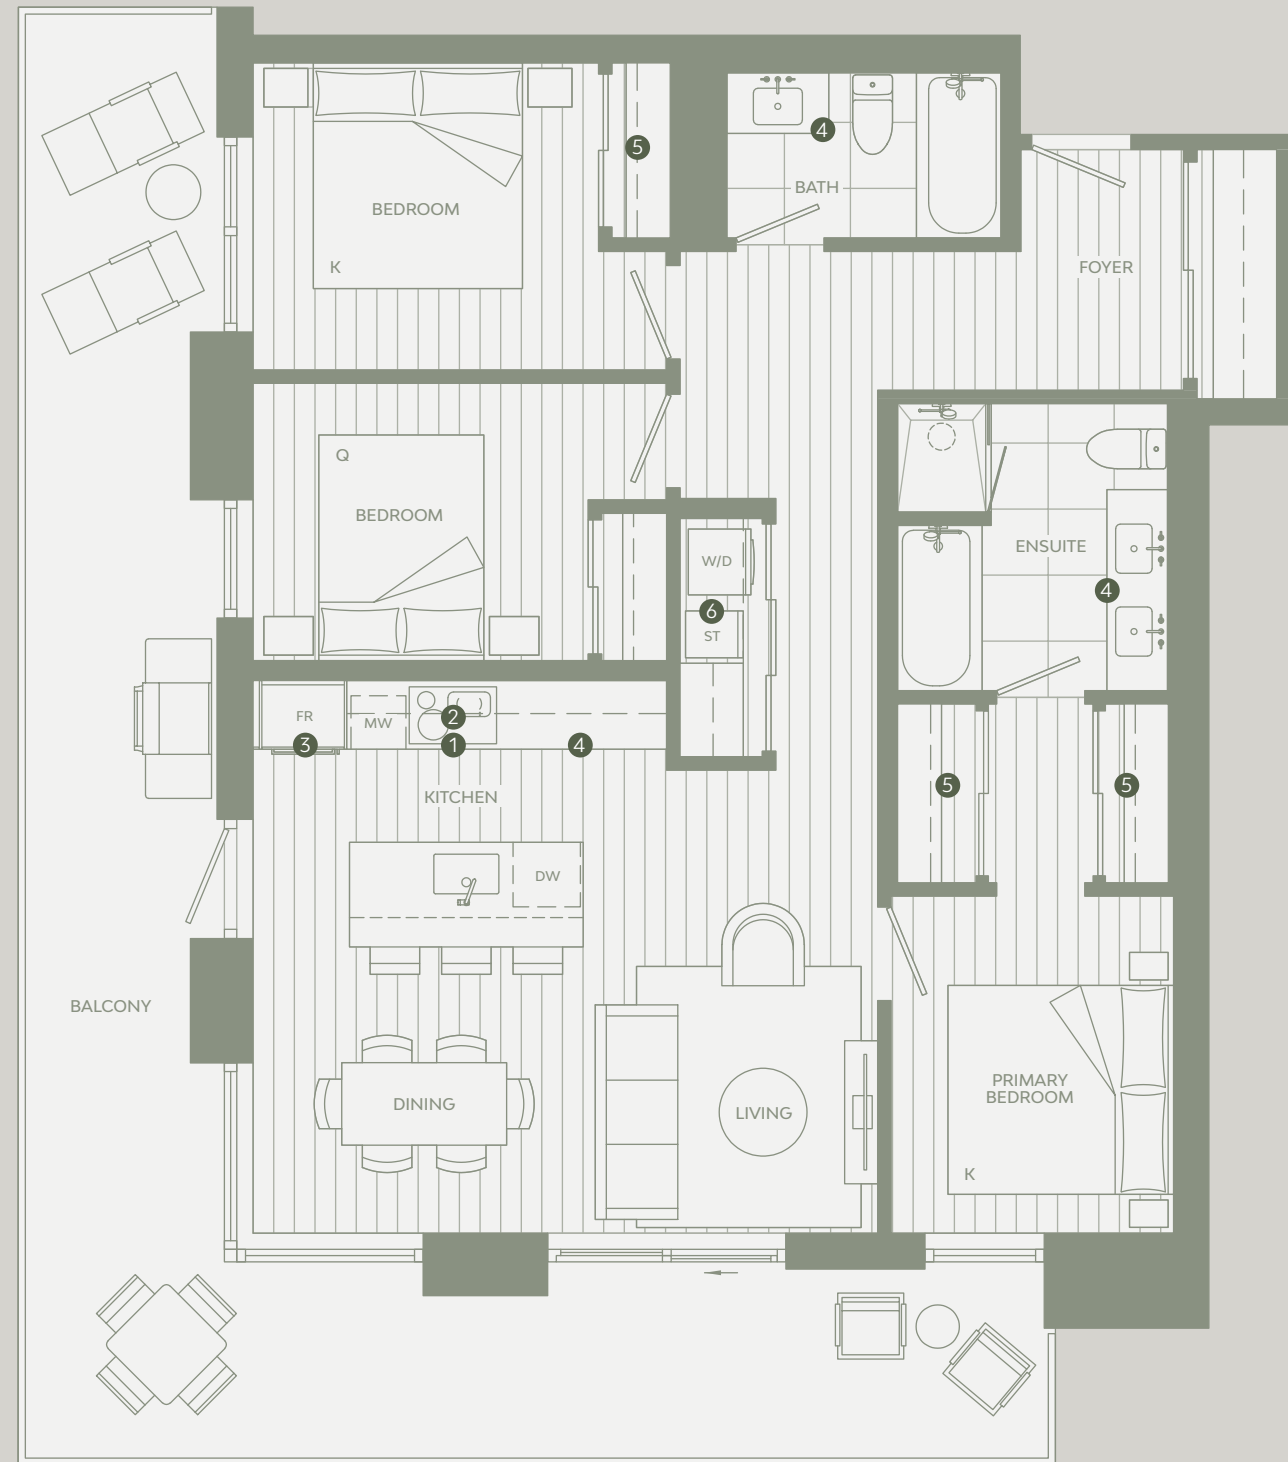 5
4
BATH
BEDROOM
K
FOYER
Q
BEDROOM
W/D
6
ST
ENSUITE
4
FR
MW
2
3
1
4
KITCHEN
5
5
DW
BALCONY
DINING
LIVING
PRIMARY
BEDROOM
K